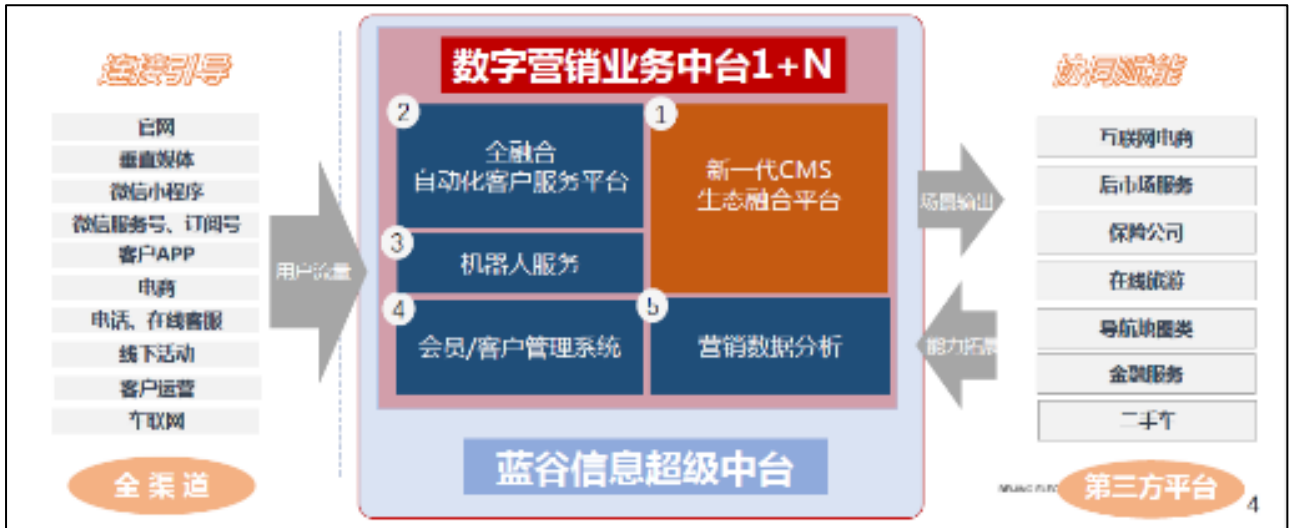 连接引导
官网
垂直媒体
微信小程序
微信服务号、订阅号
客户APP
电商
电话、在线客服
线下活动
客户运营
车联网
全渠道
用户流量
数字营销业务中台1+N
2
全融合
自动化客户服务平台
1
新一代CMS
生态融合平台
3
机器人服务
4
会员/客户管理系统
5
营销数据分析
蓝谷信息超级中台
场景输出
能力拓展
协同赋能
互联网电商
后市场服务
保险公司
在线旅游
导航地图类
金融服务
二手车
第三方平台
4